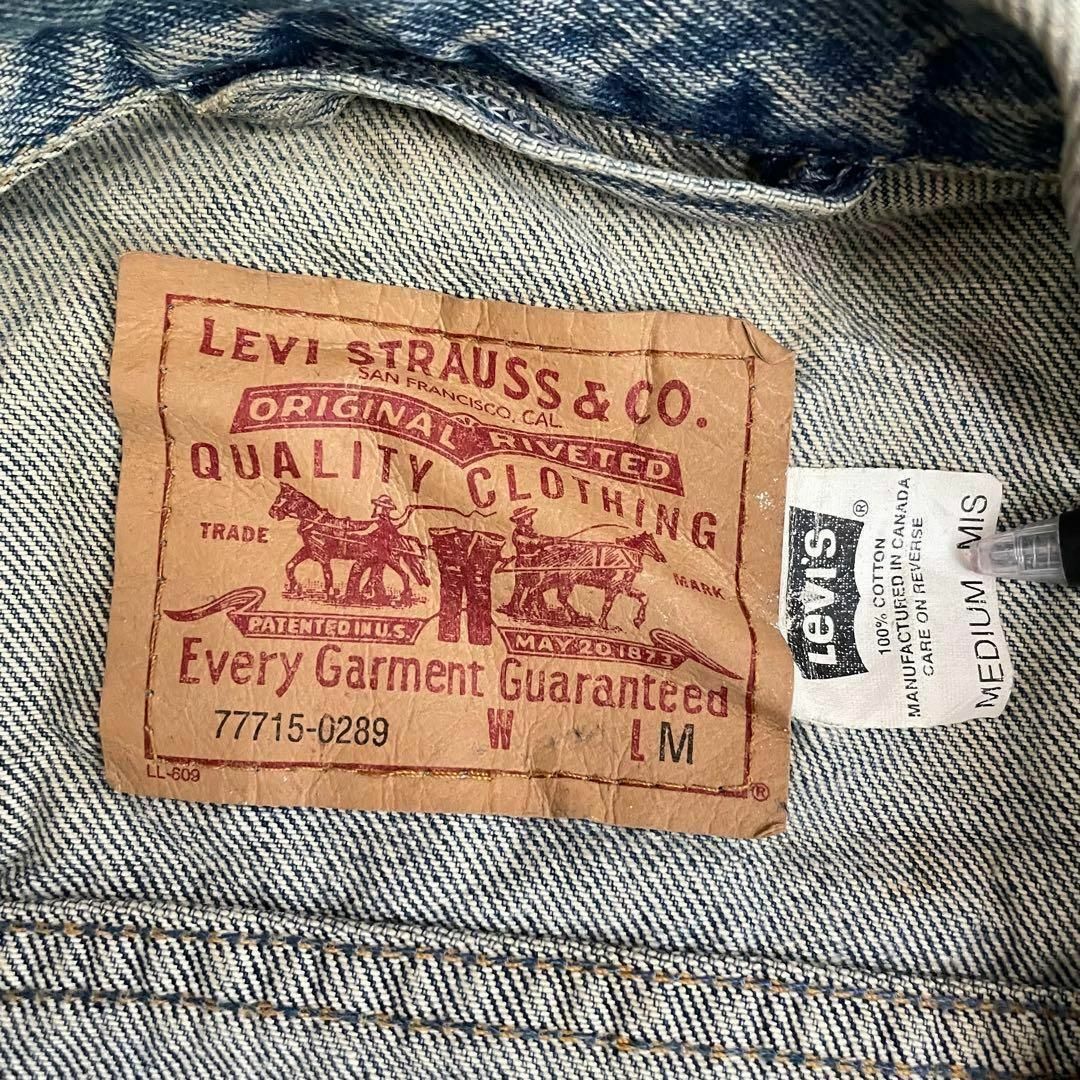 LEVI STRAUSS & CO.
SAN FRANCISCO, CAL.
ORIGINAL RIVETED
QUALITY CLOTHING
TRADE MARK
PATENTED IN U.S. MAY 20 1873
Every Garment Guaranteed
77715-0289 W L M
LL-609 ®
Levi's ®
100% COTTON
MANUFACTURED IN CANADA
CARE ON REVERSE
MEDIUM MIS